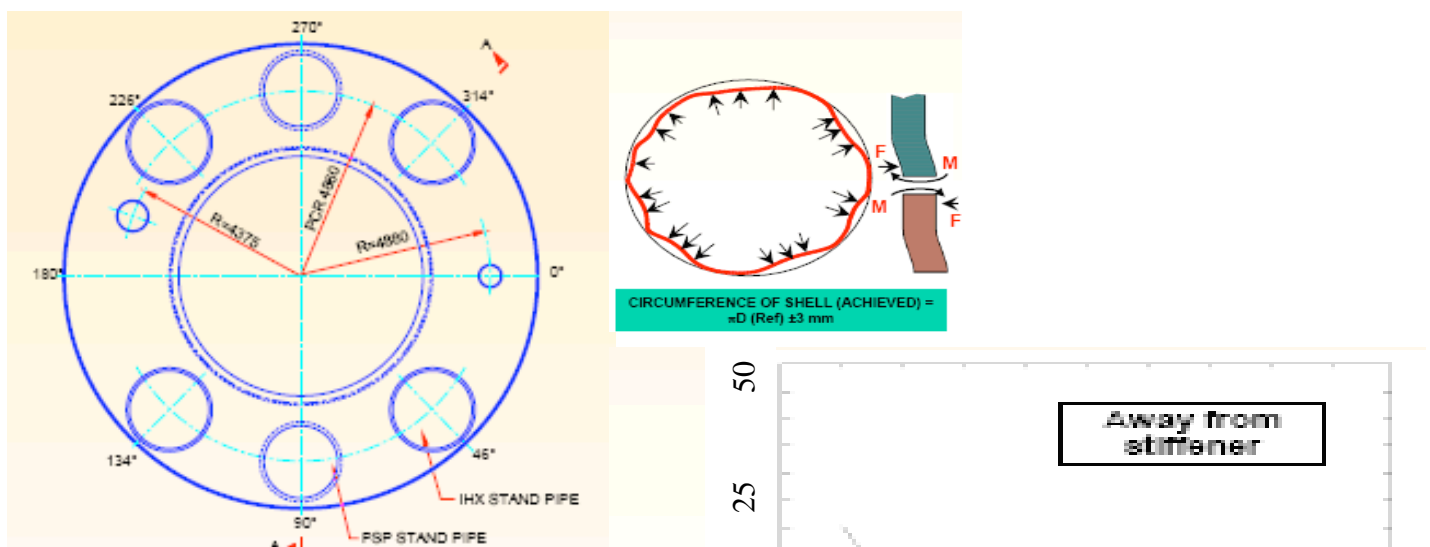 270°
A
226°
314°
PCR 4960
R=4375
180°
0°
134°
46°
IHX STAND PIPE
90°
PSP STAND PIPE
A
F
M
M
F
CIRCUMFERENCE OF SHELL (ACHIEVED) =
πD (Ref) ±3 mm
50
Away from
stiffener
25